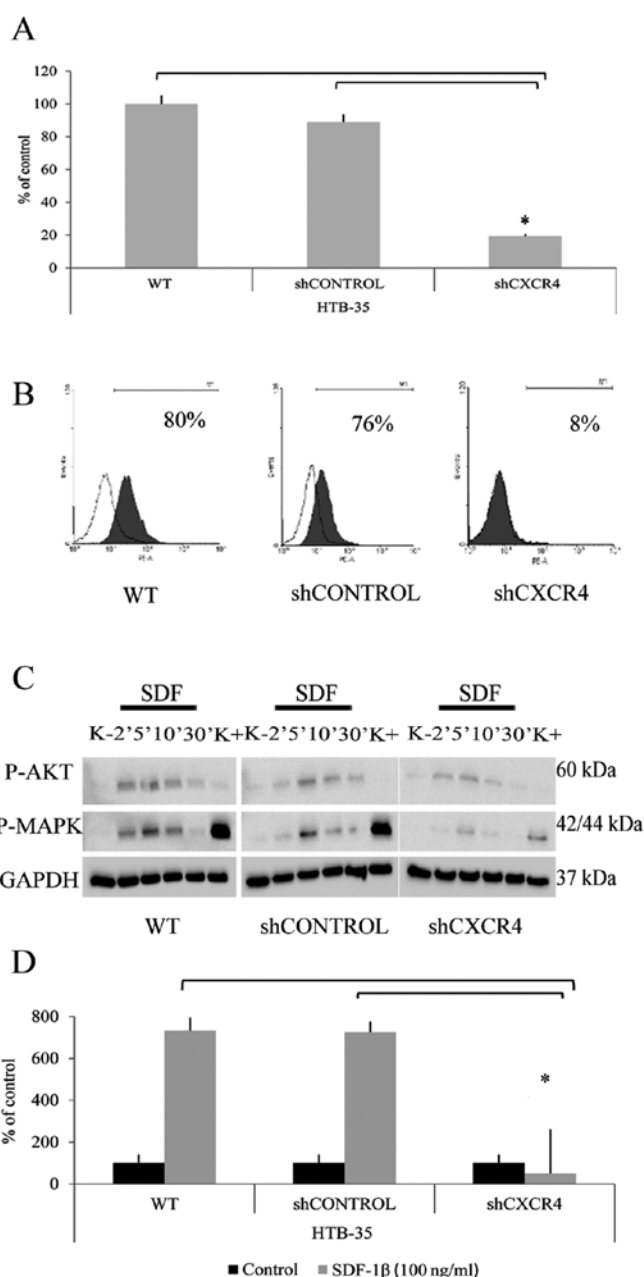 A
120
100
80
60
40
20
0
% of control
*
WT shCONTROL shCXCR4
HTB-35
B
80% 76% 8%
PE-A PE-A PE-A
WT shCONTROL shCXCR4
C
SDF SDF SDF
K-2'5'10'30'K+ K-2'5'10'30'K+ K-2'5'10'30'K+
P-AKT 60 kDa
P-MAPK 42/44 kDa
GAPDH 37 kDa
WT shCONTROL shCXCR4
D
800
600
400
200
0
% of control
*
WT shCONTROL shCXCR4
HTB-35
Control SDF-1β (100 ng/ml)